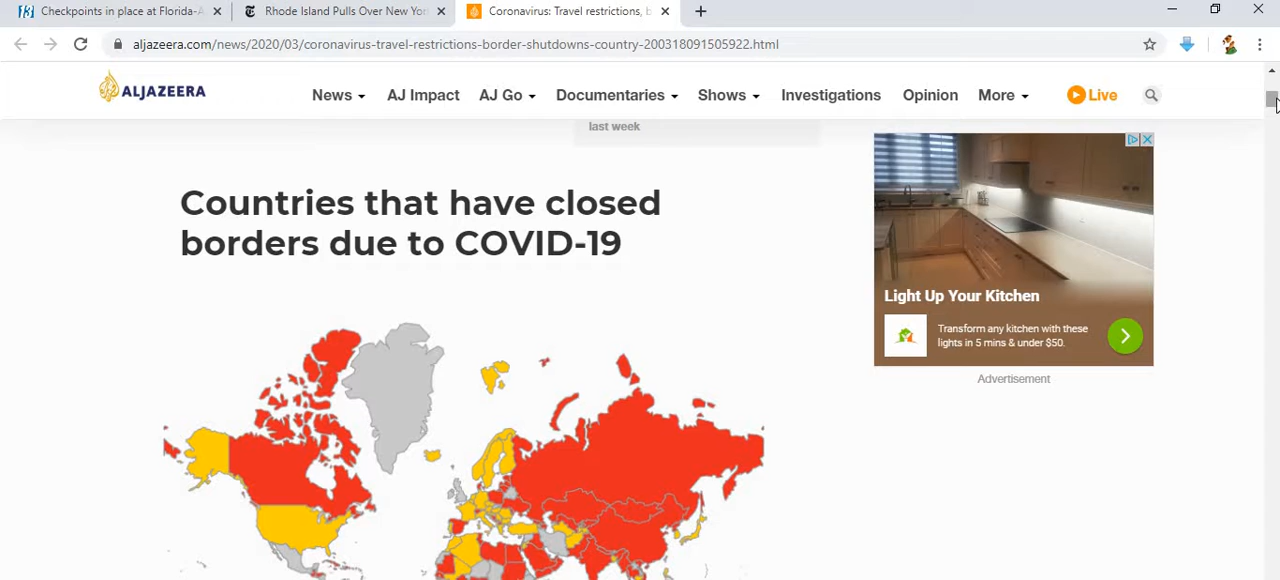 Checkpoints in place at Florida-A
Rhode Island Pulls Over New Yor
Coronavirus: Travel restrictions, b
aljazeera.com/news/2020/03/coronavirus-travel-restrictions-border-shutdowns-country-200318091505922.html
ALJAZEERA
News AJ Impact AJ Go Documentaries Shows Investigations Opinion More Live
last week
Countries that have closed
borders due to COVID-19
Light Up Your Kitchen
Transform any kitchen with these
lights in 5 mins & under $50.
Advertisement